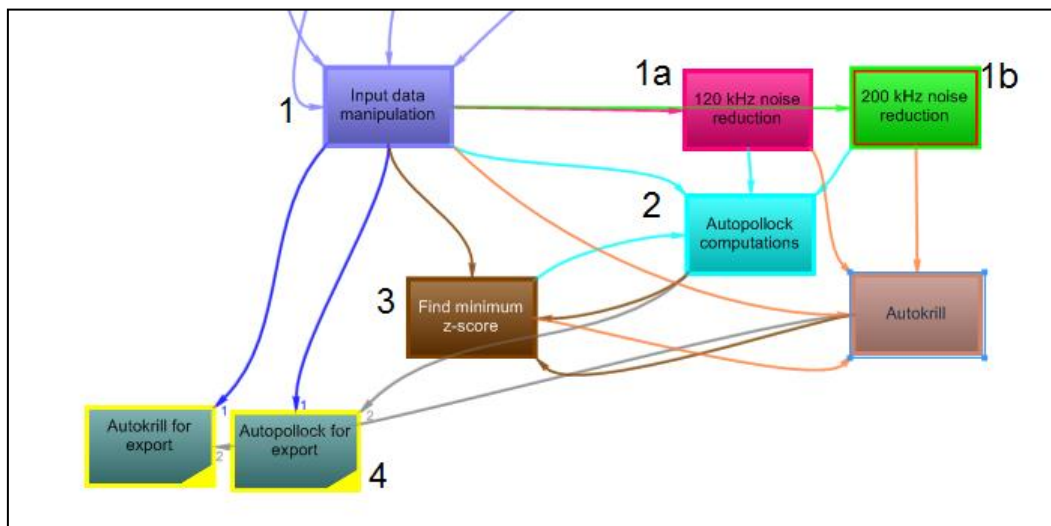 1
Input data
manipulation
1a
120 kHz noise
reduction
1b
200 kHz noise
reduction
2
Autopollock
computations
3
Find minimum
z-score
Autokrill
1
2
Autokrill for
export
1
2
Autopollock for
export
4